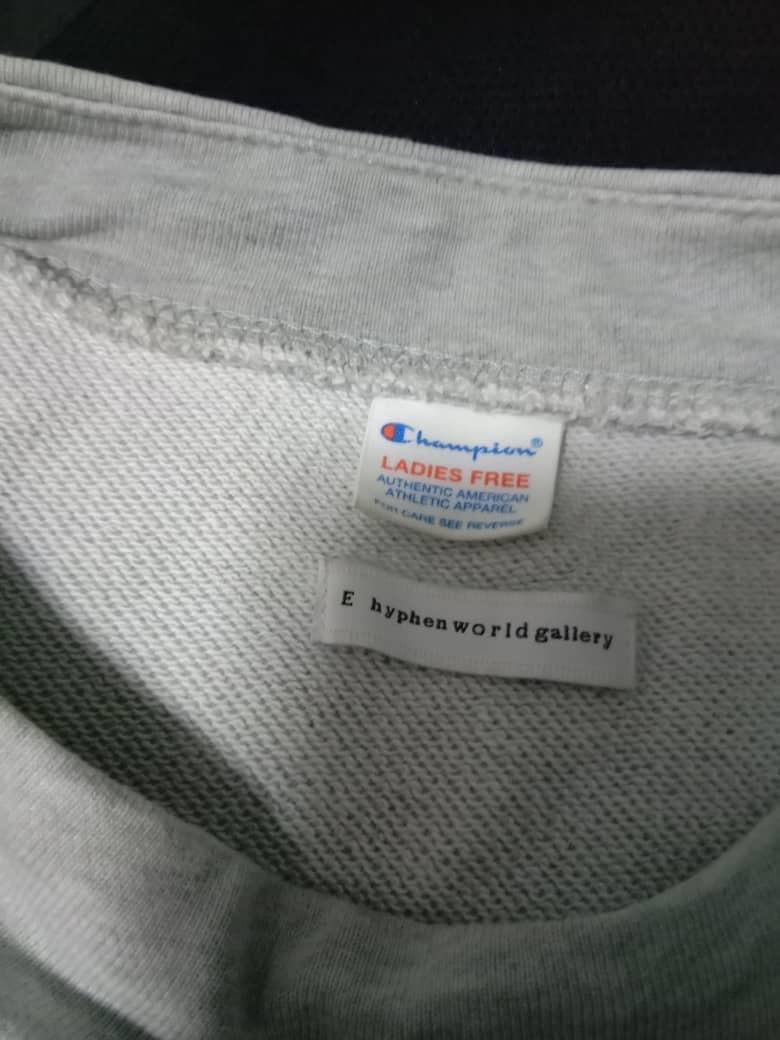 Champion®
LADIES FREE
AUTHENTIC AMERICAN
ATHLETIC APPAREL
FOR CARE SEE REVERSE
E hyphen world gallery